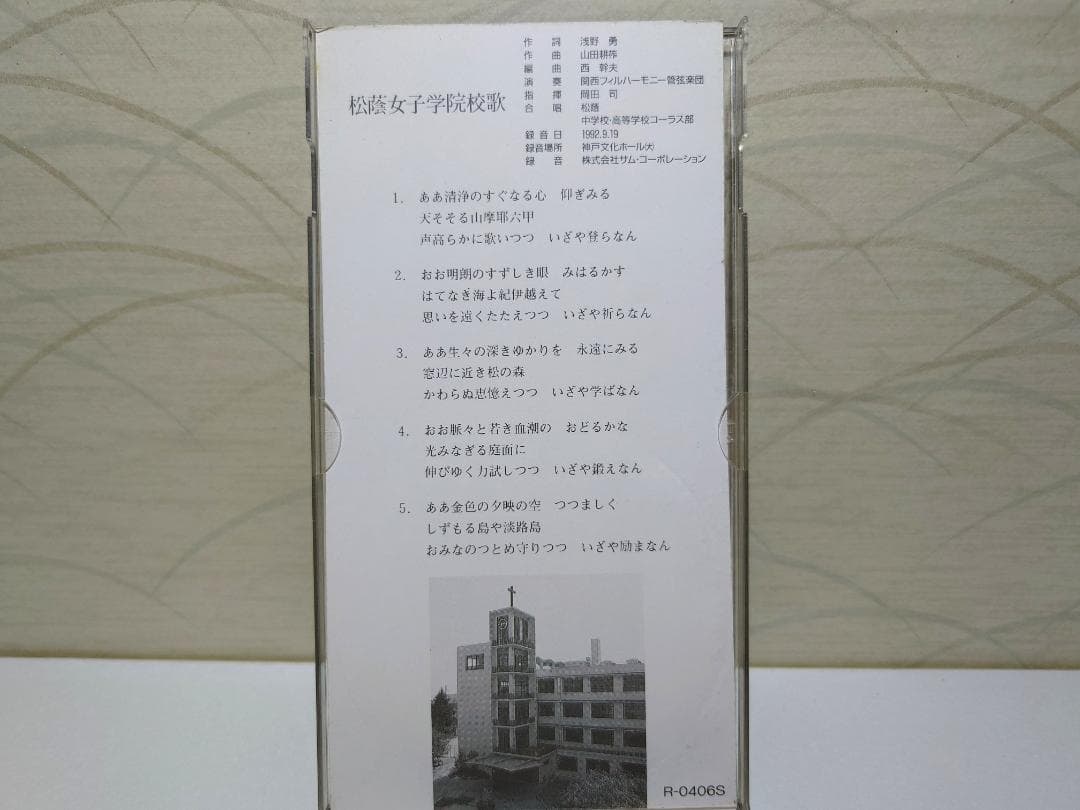 作詞 浅野 勇
作曲 山田耕筰
編曲 西 幹夫
演奏 関西フィルハーモニー管弦楽団
指揮 岡田 司
合唱 松蔭
中学校・高等学校コーラス部
録音日 1992.9.19
録音場所 神戸文化ホール(大)
録音 株式会社サム・コーポレーション
松蔭女子学院校歌
1. ああ清浄のすぐなる心 仰ぎみる
天そそる山摩耶六甲
声高らかに歌いつつ いざや登らなん
2. おお明朗のすずしき眼 みはるかす
はてなき海よ紀伊越えて
思いを遠くたたえつつ いざや祈らなん
3. ああ生々の深きゆかりを 永遠にみる
窓辺に近き松の森
かわらぬ恵憶えつつ いざや学ばなん
4. おお脈々と若き血潮の おどるかな
光みなぎる庭面に
伸びゆく力試しつつ いざや鍛えなん
5. ああ金色の夕映の空 つつましく
しずもる島や淡路島
おみなのつとめ守りつつ いざや励まなん
R-0406S